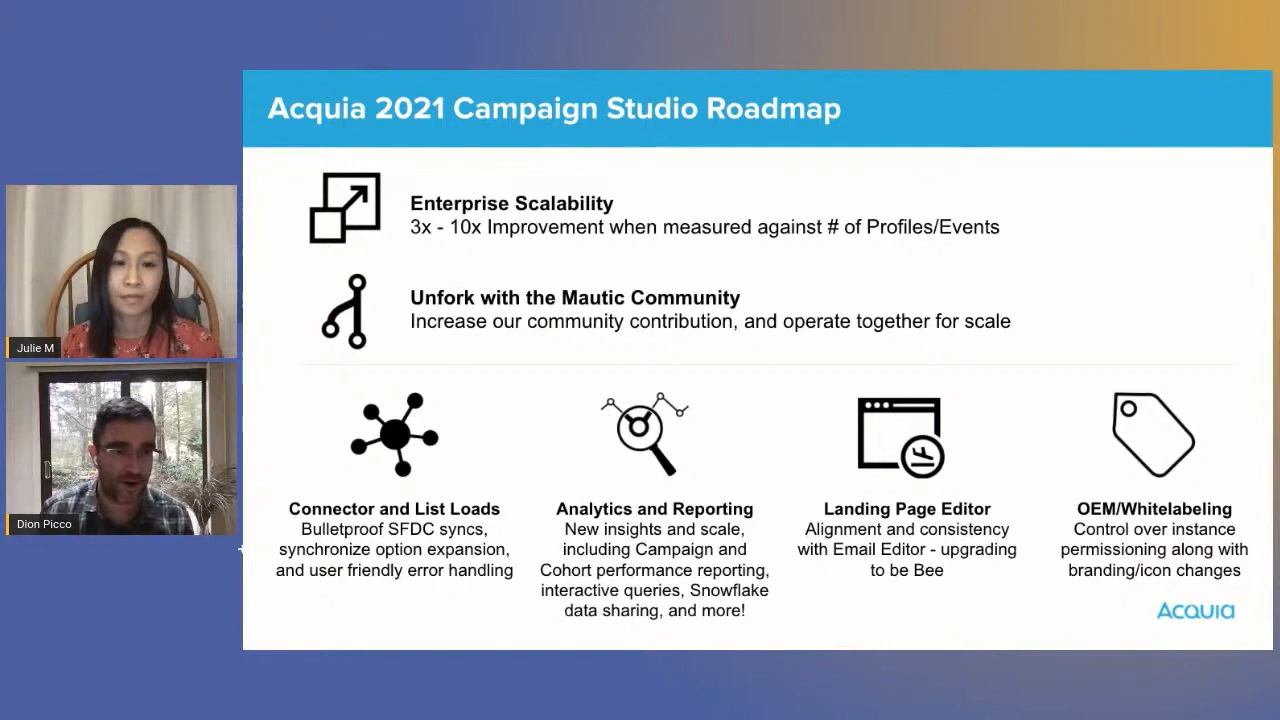 Acquia 2021 Campaign Studio Roadmap
Enterprise Scalability
3x - 10x Improvement when measured against # of Profiles/Events
Unfork with the Mautic Community
Increase our community contribution, and operate together for scale
Julie M
Dion Picco
Connector and List Loads
Bulletproof SFDC syncs,
synchronize option expansion,
and user friendly error handling
Analytics and Reporting
New insights and scale,
including Campaign and
Cohort performance reporting,
interactive queries, Snowflake
data sharing, and more!
Landing Page Editor
Alignment and consistency
with Email Editor - upgrading
to be Bee
OEM/Whitelabeling
Control over instance
permissioning along with
branding/icon changes
Acquia